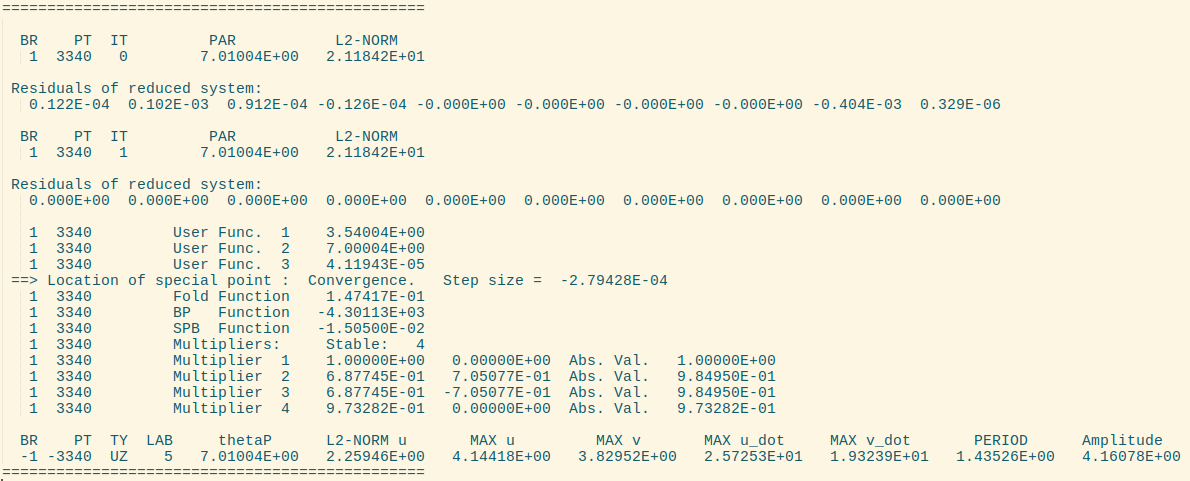 ===============================================
BR    PT  IT         PAR           L2-NORM
1  3340   0        7.01004E+00   2.11842E+01
Residuals of reduced system:
0.122E-04  0.102E-03  0.912E-04 -0.126E-04 -0.000E+00 -0.000E+00 -0.000E+00 -0.000E+00 -0.404E-03  0.329E-06
BR    PT  IT         PAR           L2-NORM
1  3340   1        7.01004E+00   2.11842E+01
Residuals of reduced system:
0.000E+00  0.000E+00  0.000E+00  0.000E+00  0.000E+00  0.000E+00  0.000E+00  0.000E+00  0.000E+00  0.000E+00
1  3340         User Func.  1    3.54004E+00
1  3340         User Func.  2    7.00004E+00
1  3340         User Func.  3    4.11943E-05
==> Location of special point :  Convergence.   Step size =  -2.79428E-04
1  3340         Fold Function    1.47417E-01
1  3340         BP   Function   -4.30113E+03
1  3340         SPB  Function   -1.50500E-02
1  3340         Multipliers:     Stable:   4
1  3340         Multiplier  1    1.00000E+00   0.00000E+00  Abs. Val.   1.00000E+00
1  3340         Multiplier  2    6.87745E-01   7.05077E-01  Abs. Val.   9.84950E-01
1  3340         Multiplier  3    6.87745E-01  -7.05077E-01  Abs. Val.   9.84950E-01
1  3340         Multiplier  4    9.73282E-01   0.00000E+00  Abs. Val.   9.73282E-01
BR    PT  TY  LAB     thetaP      L2-NORM u       MAX u         MAX v       MAX u_dot     MAX v_dot       PERIOD      Amplitude
-1 -3340  UZ    5   7.01004E+00   2.25946E+00   4.14418E+00   3.82952E+00   2.57253E+01   1.93239E+01   1.43526E+00   4.16078E+00
===============================================